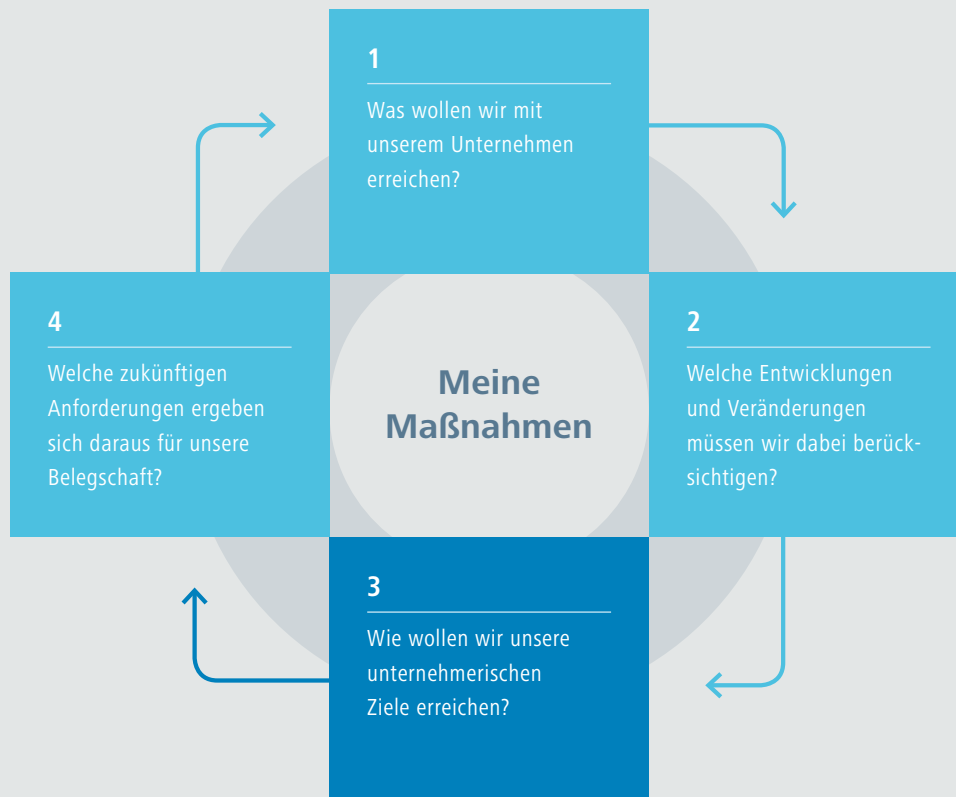 1
Was wollen wir mit
unserem Unternehmen
erreichen?
2
Welche Entwicklungen
und Veränderungen
müssen wir dabei berück-
sichtigen?
3
Wie wollen wir unsere
unternehmerischen
Ziele erreichen?
4
Welche zukünftigen
Anforderungen ergeben
sich daraus für unsere
Belegschaft?
Meine
Maßnahmen